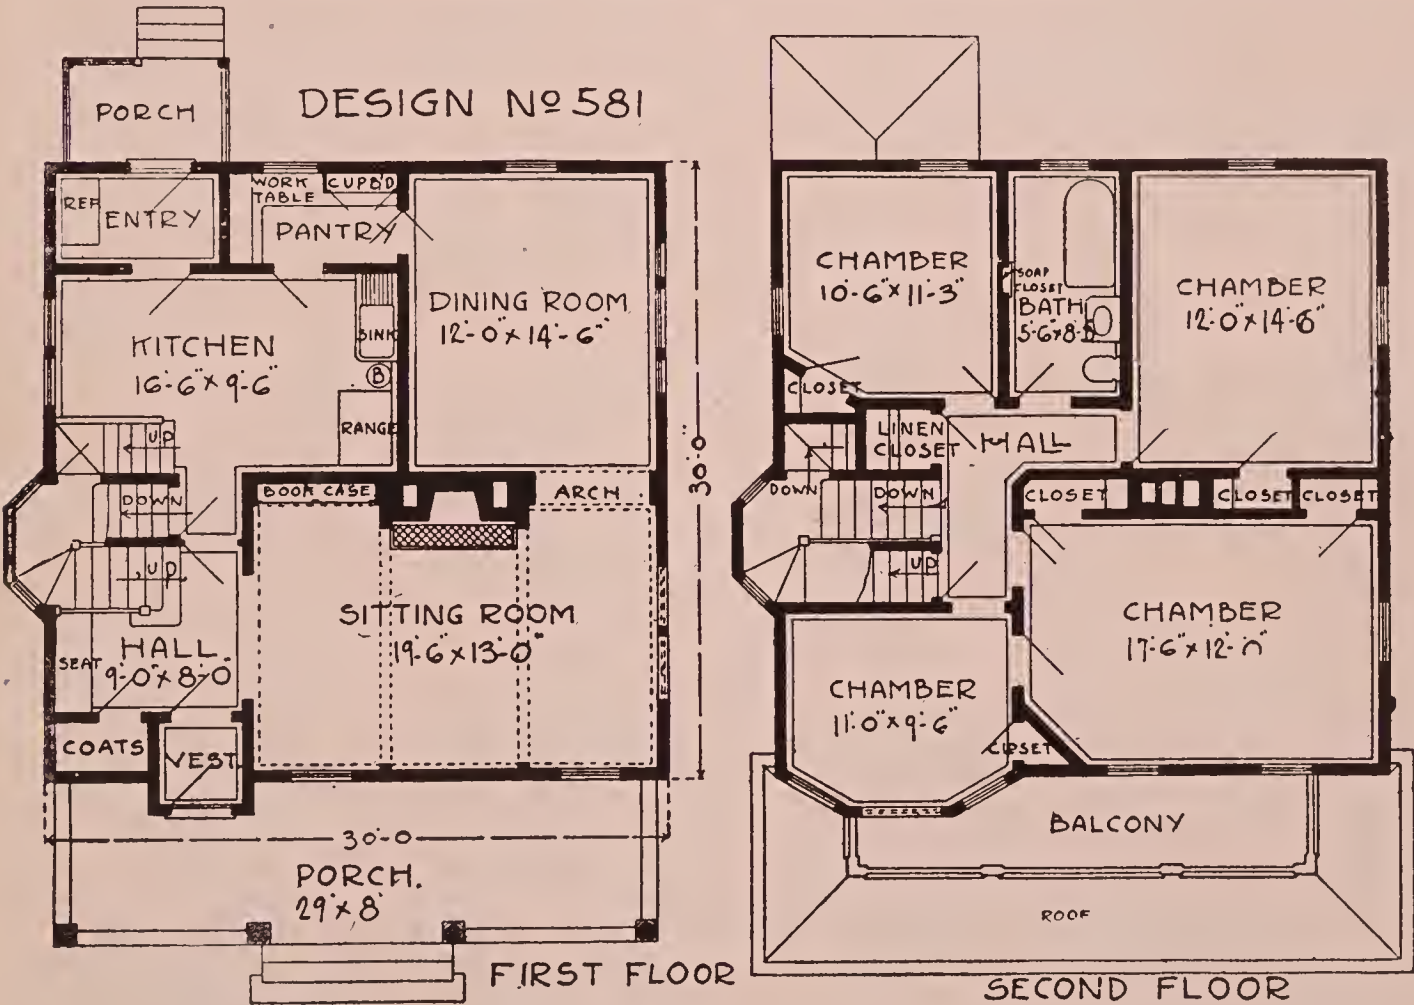 DESIGN Nº 581
PORCH
REF
ENTRY
WORK
TABLE
CUPB'D
PANTRY
DINING ROOM
12'-0" x 14'-6"
KITCHEN
16'-6" x 9'-6"
SINK
B
RANGE
UP
DOWN
UP
BOOK CASE
ARCH
SITTING ROOM
19'-6" x 13'-0"
HALL
9'-0" x 8'-0"
SEAT
COATS
VEST.
30'-0"
30'-0
PORCH.
29' x 8'
FIRST FLOOR
CHAMBER
10'-6" x 11'-3"
SOAP
CLOSET
BATH
CHAMBER
12'-0" x 14'-6"
CLOSET
LINEN
CLOSET
HALL
DOWN
DOWN
UP
CLOSET
CLOSET
CLOSET
CHAMBER
17'-6" x 12'-0"
CHAMBER
11'-0" x 9'-6"
CLOSET
BALCONY
ROOF
SECOND FLOOR